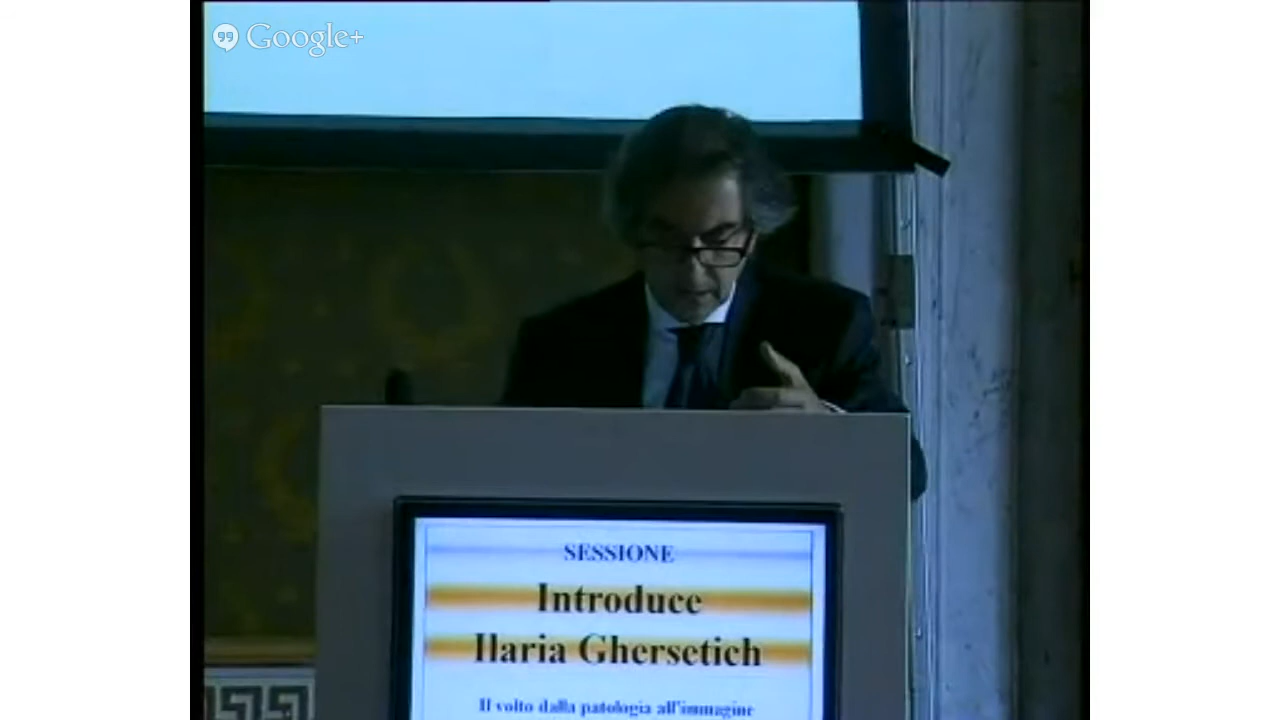 Google+
SESSIONE
Introduce
Ilaria Ghersetich
Il volto dalla patologia all'immagine